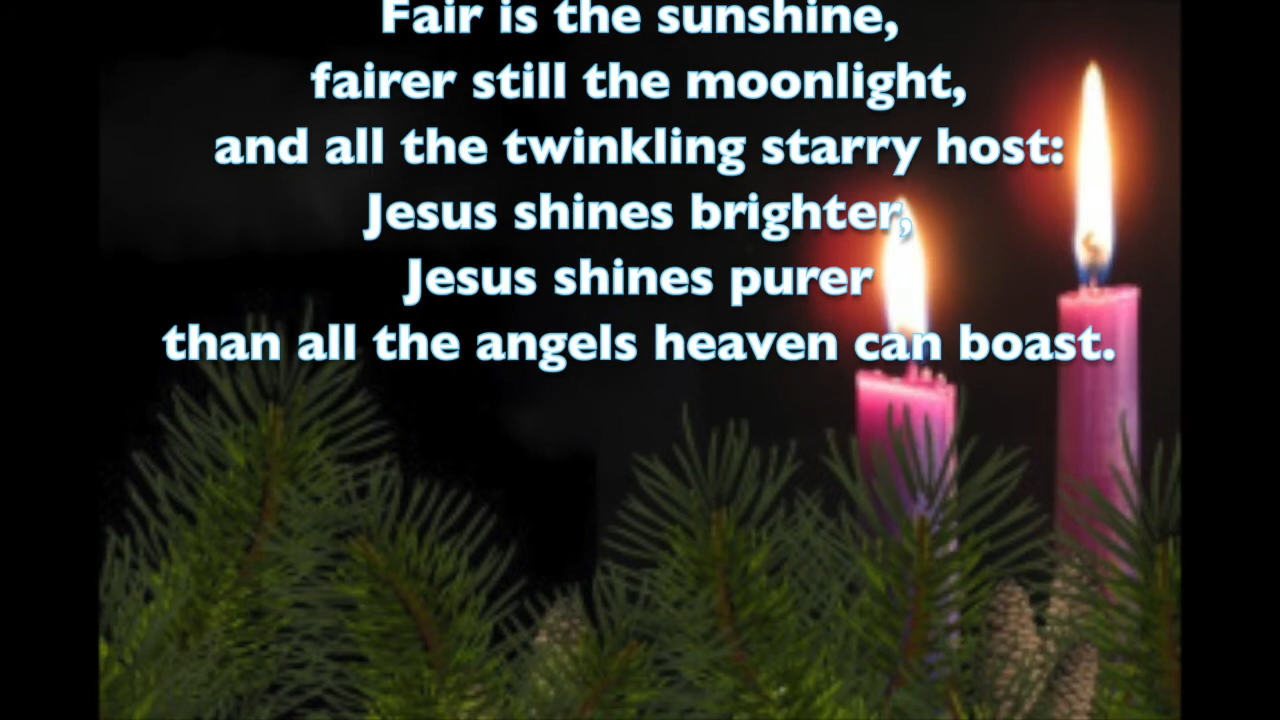 Fair is the sunshine,
fairer still the moonlight,
and all the twinkling starry host:
Jesus shines brighter,
Jesus shines purer
than all the angels heaven can boast.